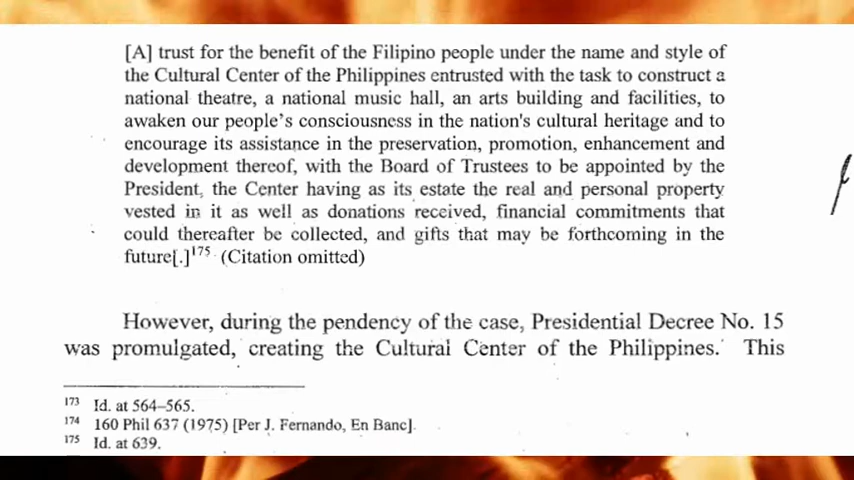 [A] trust for the benefit of the Filipino people under the name and style of
the Cultural Center of the Philippines entrusted with the task to construct a
national theatre, a national music hall, an arts building and facilities, to
awaken our people's consciousness in the nation's cultural heritage and to
encourage its assistance in the preservation, promotion, enhancement and
development thereof, with the Board of Trustees to be appointed by the
President, the Center having as its estate the real and personal property
vested in it as well as donations received, financial commitments that
could thereafter be collected, and gifts that may be forthcoming in the
future[.]175 (Citation omitted)
However, during the pendency of the case, Presidential Decree No. 15
was promulgated, creating the Cultural Center of the Philippines. This
173 Id. at 564–565.
174 160 Phil 637 (1975) [Per J. Fernando, En Banc].
175 Id. at 639.